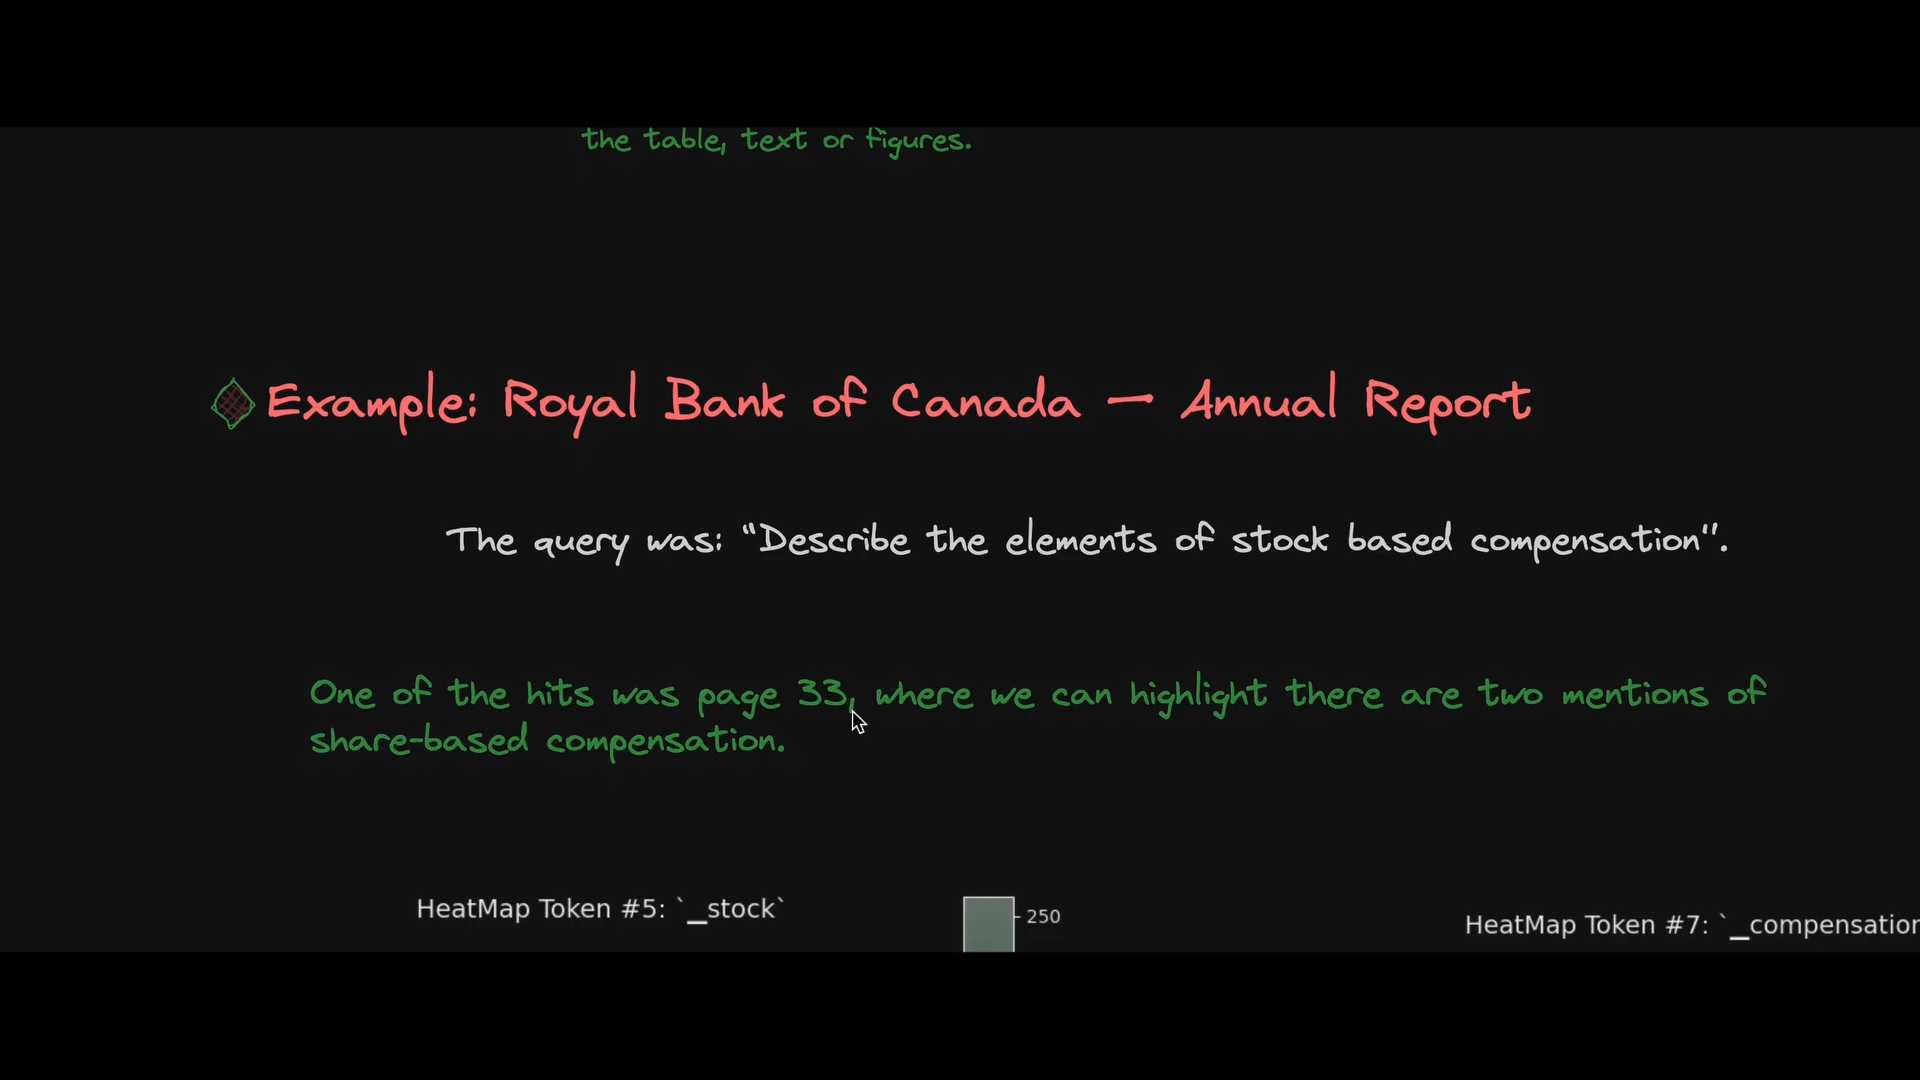 the table, text or figures.
Example: Royal Bank of Canada — Annual Report
The query was: “Describe the elements of stock based compensation”.
One of the hits was page 33, where we can highlight there are two mentions of
share-based compensation.
HeatMap Token #5: `▁stock`
250
HeatMap Token #7: `▁compensation